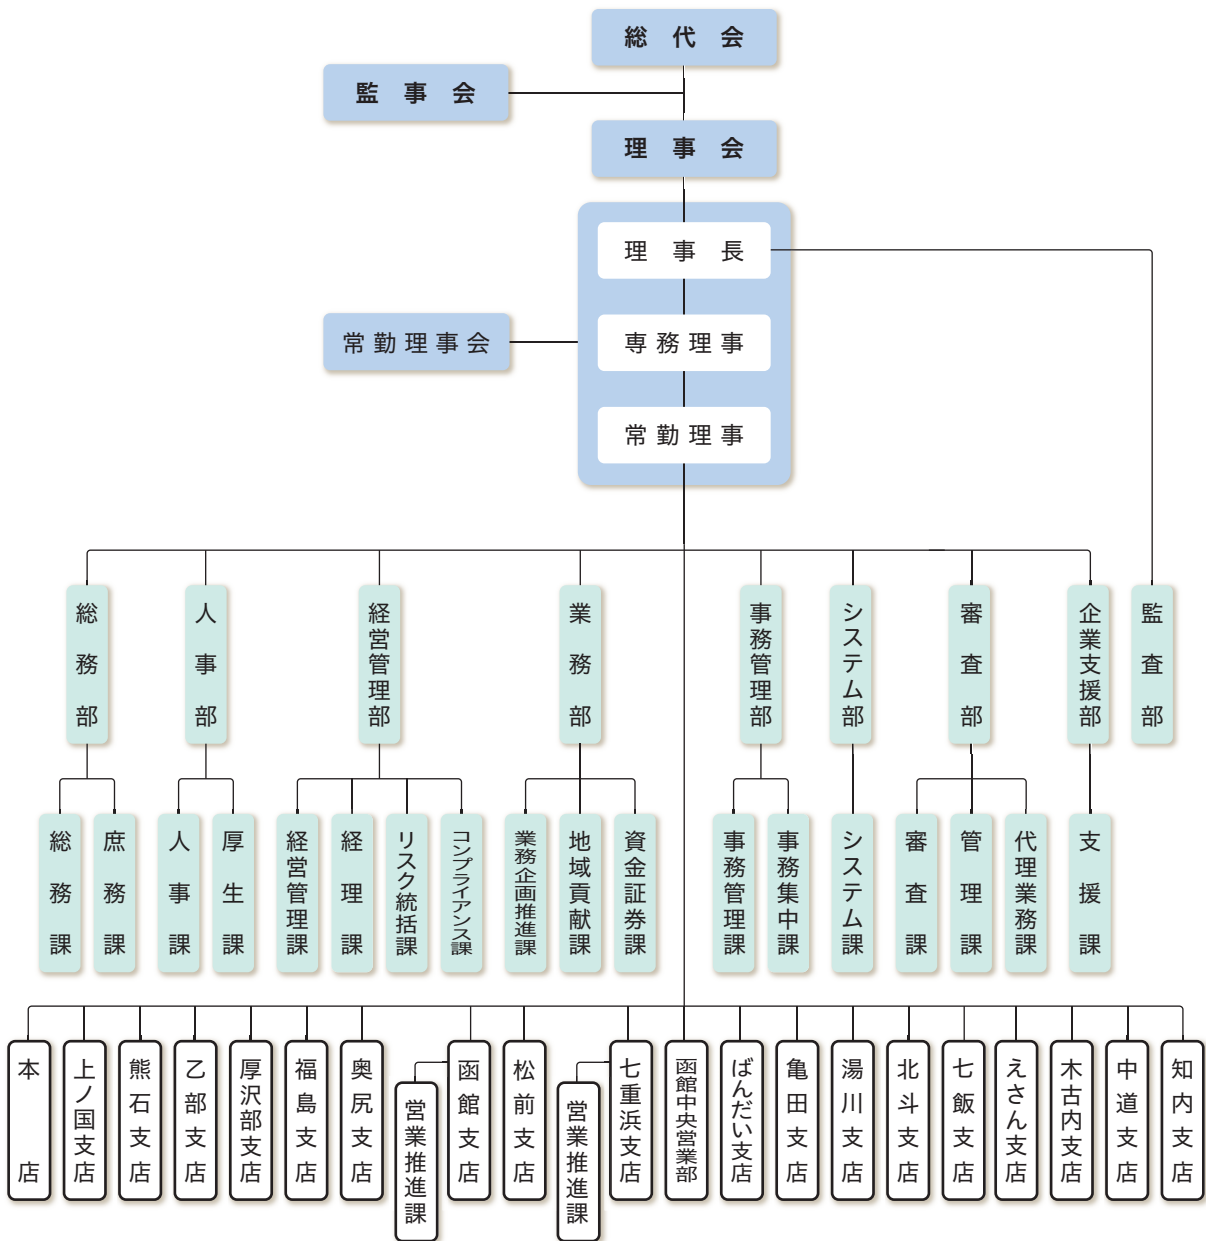 総代会
監事会
理事会
理事長
常勤理事会
専務理事
常勤理事
総務部
人事部
経営管理部
業務部
事務管理部
システム部
審査部
企業支援部
監査部
総務課
庶務課
人事課
厚生課
経営管理課
経理課
リスク統括課
コンプライアンス課
業務企画推進課
地域貢献課
資金証券課
事務管理課
事務集中課
システム課
審査課
管理課
代理業務課
支援課
本店
上ノ国支店
熊石支店
乙部支店
厚沢部支店
福島支店
奥尻支店
営業推進課
函館支店
松前支店
営業推進課
七重浜支店
函館中央営業部
ばんだい支店
亀田支店
湯川支店
北斗支店
七飯支店
えさん支店
木古内支店
中道支店
知内支店